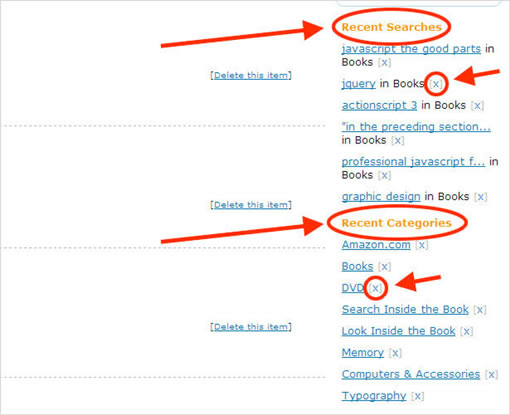 Recent Searches
javascript the good parts in
Books [x]
[Delete this item]
jquery in Books [x]
actionscript 3 in Books [x]
"in the preceding section...
in Books [x]
professional javascript f...
in Books [x]
graphic design in Books [x]
[Delete this item]
Recent Categories
Amazon.com [x]
Books [x]
DVD [x]
Search Inside the Book [x]
[Delete this item]
Look Inside the Book [x]
Memory [x]
Computers & Accessories [x]
Typography [x]